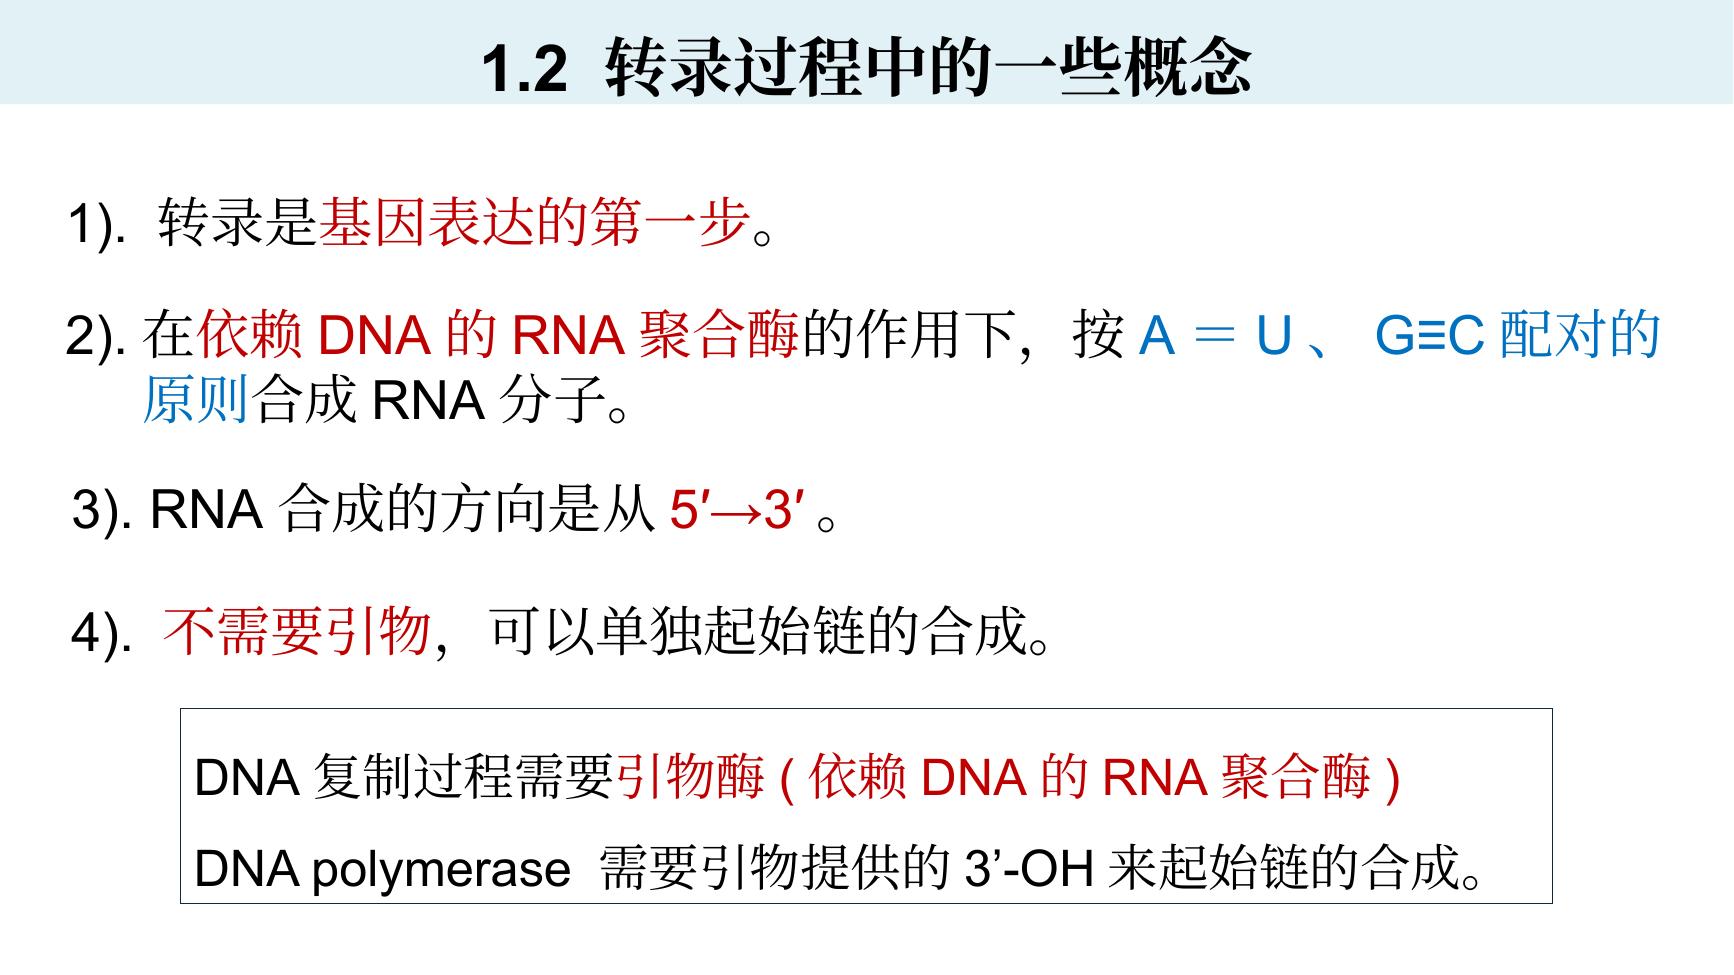 1.2 转录过程中的一些概念
1). 转录是基因表达的第一步。
2). 在依赖 DNA 的 RNA 聚合酶的作用下，按 A ＝ U 、 G≡C 配对的
原则合成 RNA 分子。
3). RNA 合成的方向是从 5′→3′ 。
4). 不需要引物，可以单独起始链的合成。
DNA 复制过程需要引物酶 ( 依赖 DNA 的 RNA 聚合酶 )
DNA polymerase 需要引物提供的 3’-OH 来起始链的合成。